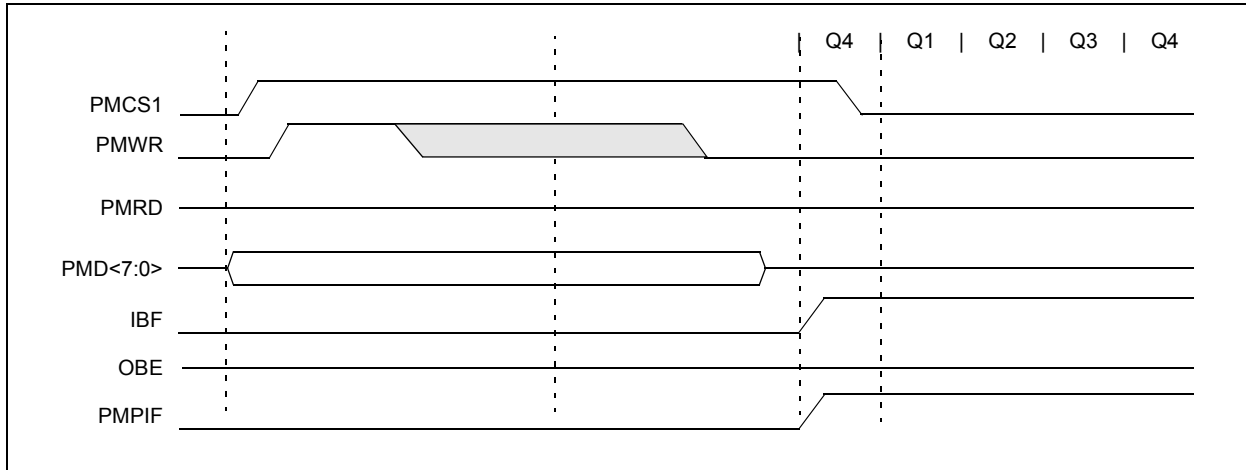 | Q4 | Q1 | Q2 | Q3 | Q4
PMCS1
PMWR
PMRD
PMD<7:0>
IBF
OBE
PMPIF